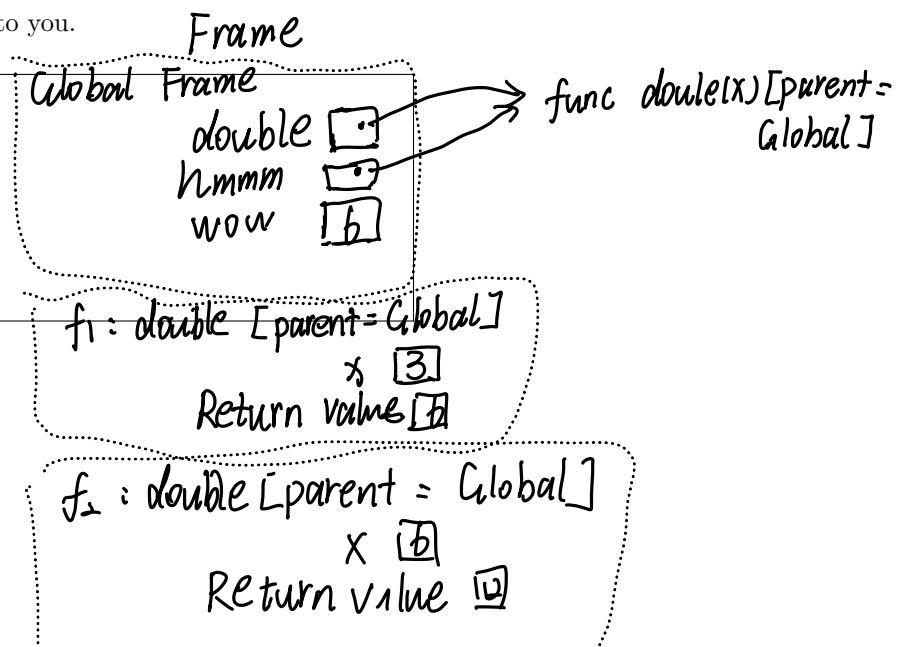 to you.
Frame
Global Frame
double
func doule(x)[parent=
Global]
hmmm
wow 6
f1 : double [parent=Global]
x 3
Return value 6
f2 : double [parent = Global]
x 6
Return value 12